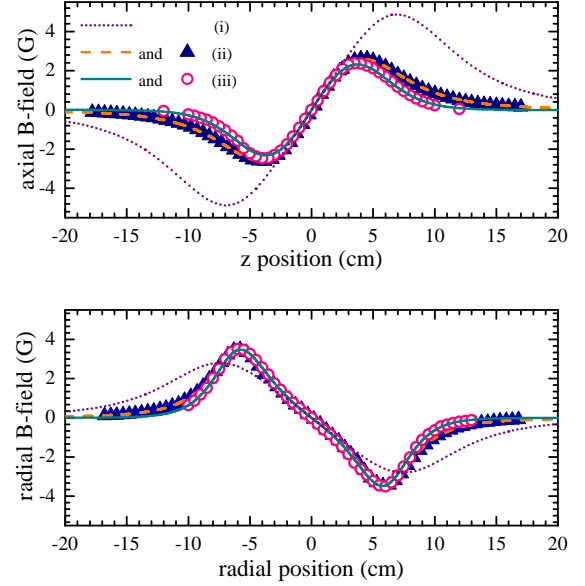 4
2
0
-2
-4
axial B-field (G)
(i)
and (ii)
and (iii)
-20 -15 -10 -5 0 5 10 15 20
z position (cm)
4
2
0
-2
-4
radial B-field (G)
-20 -15 -10 -5 0 5 10 15 20
radial position (cm)